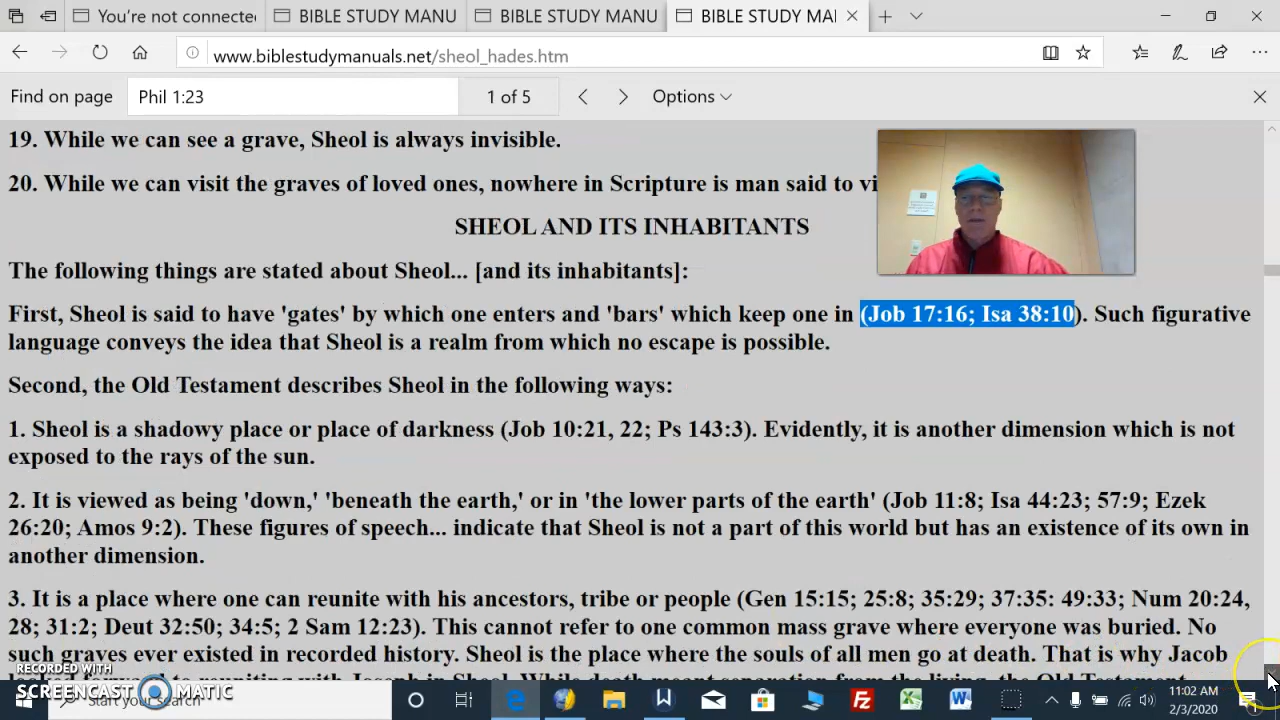 You're not connected
BIBLE STUDY MANU
BIBLE STUDY MANU
BIBLE STUDY MAI
www.biblestudymanuals.net/sheol_hades.htm
Find on page
Phil 1:23
1 of 5
Options
19. While we can see a grave, Sheol is always invisible.
20. While we can visit the graves of loved ones, nowhere in Scripture is man said to vi
SHEOL AND ITS INHABITANTS
The following things are stated about Sheol... [and its inhabitants]:
First, Sheol is said to have 'gates' by which one enters and 'bars' which keep one in (Job 17:16; Isa 38:10). Such figurative
language conveys the idea that Sheol is a realm from which no escape is possible.
Second, the Old Testament describes Sheol in the following ways:
1. Sheol is a shadowy place or place of darkness (Job 10:21, 22; Ps 143:3). Evidently, it is another dimension which is not
exposed to the rays of the sun.
2. It is viewed as being 'down,' 'beneath the earth,' or in 'the lower parts of the earth' (Job 11:8; Isa 44:23; 57:9; Ezek
26:20; Amos 9:2). These figures of speech... indicate that Sheol is not a part of this world but has an existence of its own in
another dimension.
3. It is a place where one can reunite with his ancestors, tribe or people (Gen 15:15; 25:8; 35:29; 37:35: 49:33; Num 20:24,
28; 31:2; Deut 32:50; 34:5; 2 Sam 12:23). This cannot refer to one common mass grave where everyone was buried. No
such graves ever existed in recorded history. Sheol is the place where the souls of all men go at death. That is why Jacob
RECORDED WITH
SCREENCAST MATIC
Start your search
11:02 AM
2/3/2020